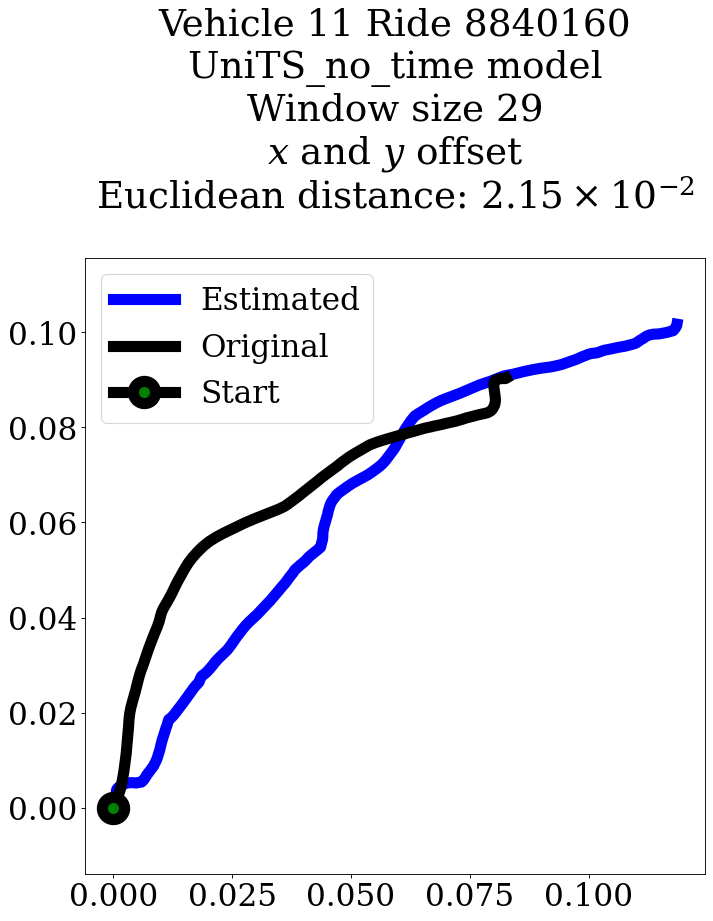 Vehicle 11 Ride 8840160
UniTS_no_time model
Window size 29
x and y offset
Euclidean distance: 2.15 × 10⁻²
Estimated
Original
Start
0.10
0.08
0.06
0.04
0.02
0.00
0.000 0.025 0.050 0.075 0.100